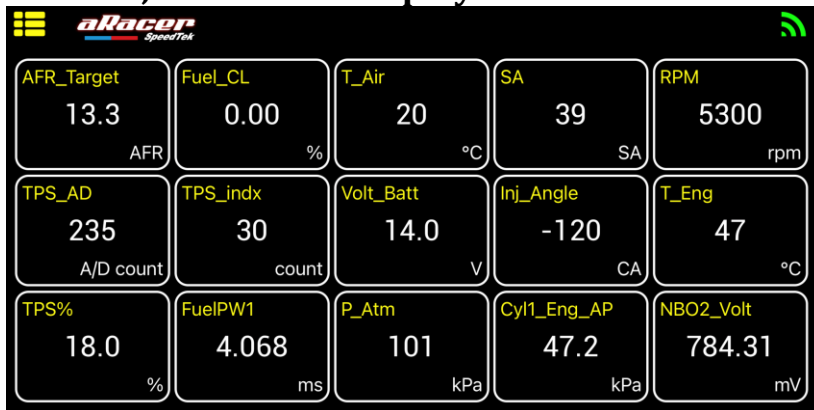 aRacer
SpeedTek
AFR_Target
13.3
AFR
Fuel_CL
0.00
%
T_Air
20
°C
SA
39
SA
RPM
5300
rpm
TPS_AD
235
A/D count
TPS_indx
30
count
Volt_Batt
14.0
V
Inj_Angle
-120
CA
T_Eng
47
°C
TPS%
18.0
%
FuelPW1
4.068
ms
P_Atm
101
kPa
Cyl1_Eng_AP
47.2
kPa
NBO2_Volt
784.31
mV